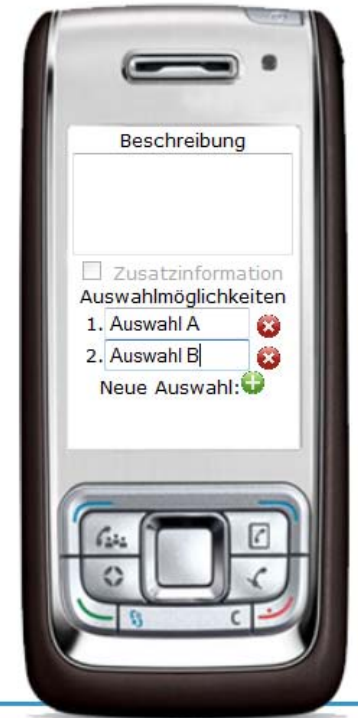 Beschreibung
Zusatzinformation
Auswahlmöglichkeiten
1. Auswahl A
2. Auswahl B
Neue Auswahl:
C